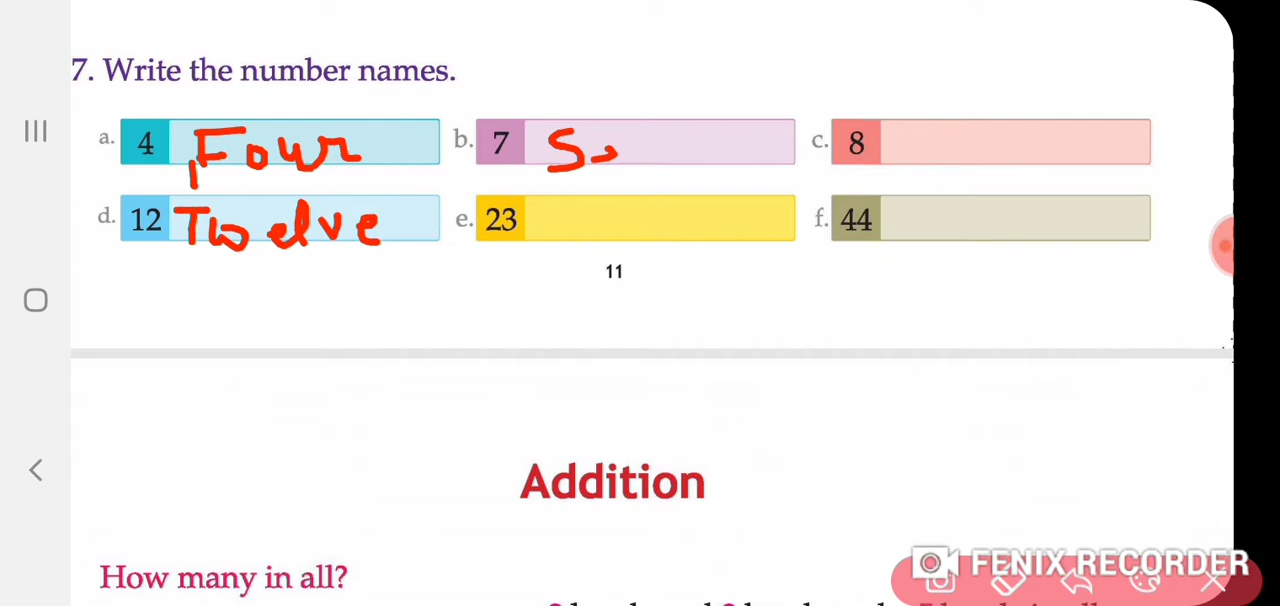 7. Write the number names.
a. 4 Four b. 7 S c. 8
d. 12 Twelve e. 23 f. 44
11
Addition
How many in all?
FENIX RECORDER